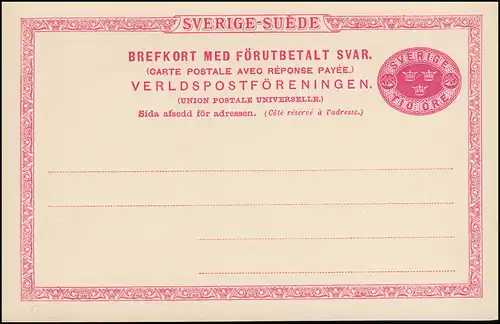 SVERIGE-SUÈDE
BREFKORT MED FÖRUTBETALT SVAR.
(CARTE POSTALE AVEC RÉPONSE PAYÉE.)
VERLDSPOSTFÖRENINGEN.
(UNION POSTALE UNIVERSELLE.)
Sida afsedd för adressen. (Côté réservé à l'adresse.)
SVERIGE
TIO ÖRE